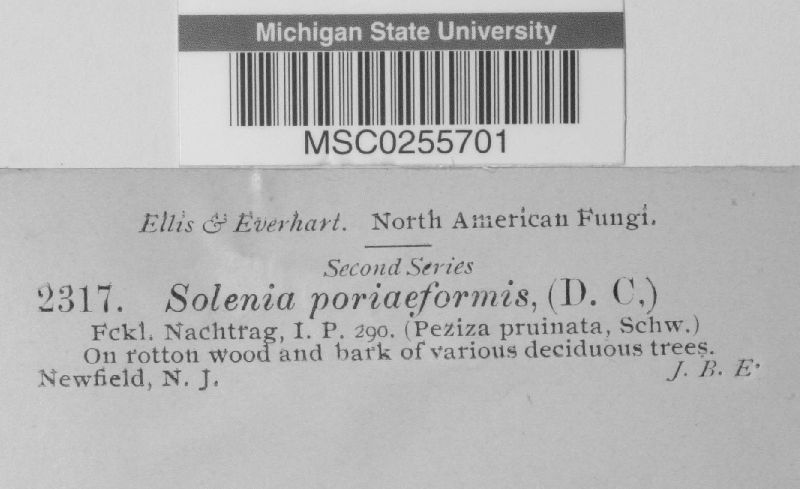 Michigan State University
MSC0255701
Ellis & Everhart. North American Fungi.
Second Series
2317. Solenia poriaeformis, (D. C.)
Fckl. Nachtrag, I. P. 290. (Peziza pruinata, Schw.)
On rotton wood and bark of various deciduous trees.
Newfield, N. J. J. B. E.